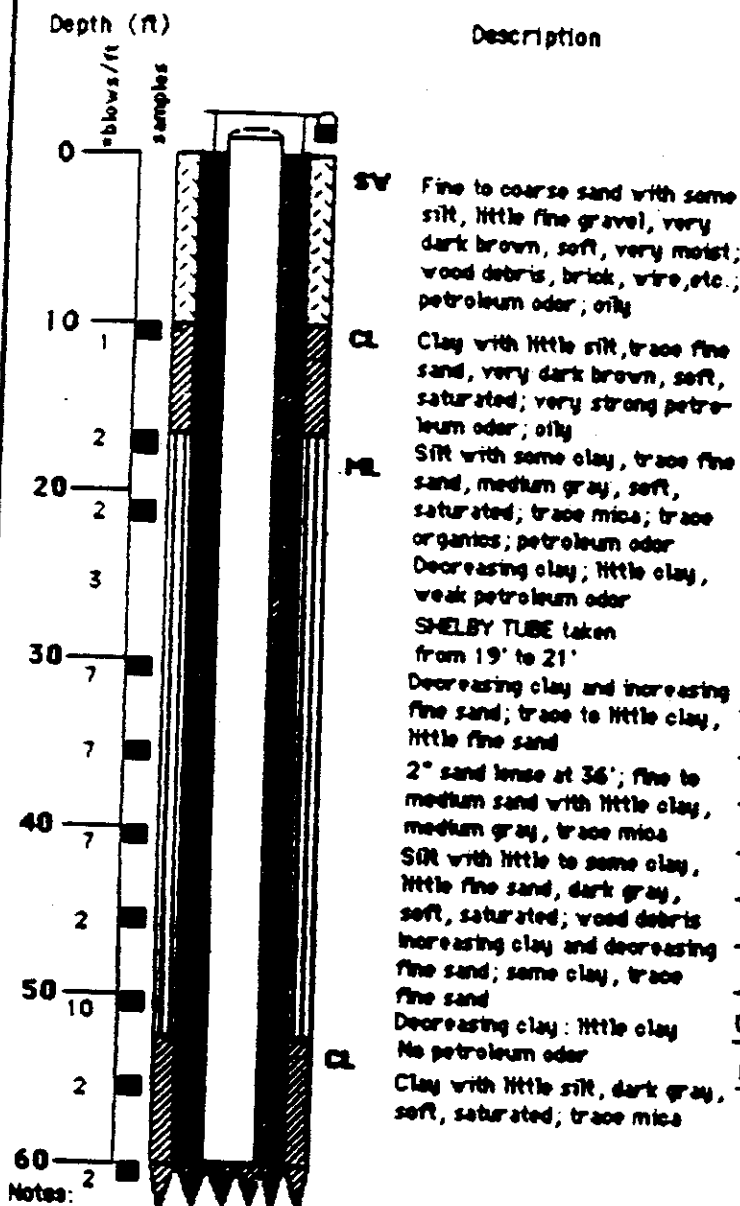 Depth (ft)
Description
*blows/ft
samples
0
SW
Fine to coarse sand with some
silt, little fine gravel, very
dark brown, soft, very moist;
wood debris, brick, wire, etc.;
petroleum odor; oily
10
1
CL
Clay with little silt, trace fine
sand, very dark brown, soft,
saturated; very strong petro-
leum odor; oily
2
ML
Silt with some clay, trace fine
sand, medium gray, soft,
saturated; trace mica; trace
organics; petroleum odor
20
2
Decreasing clay; little clay,
weak petroleum odor
3
SHELBY TUBE taken
from 19' to 21'
30
7
Decreasing clay and increasing
fine sand; trace to little clay,
little fine sand
7
2" sand lense at 36'; fine to
medium sand with little clay,
medium gray, trace mica
40
7
Silt with little to some clay,
little fine sand, dark gray,
soft, saturated; wood debris
2
Increasing clay and decreasing
fine sand; some clay, trace
fine sand
50
10
Decreasing clay: little clay
No petroleum odor
CL
2
Clay with little silt, dark gray,
soft, saturated; trace mica
60
2
Notes: